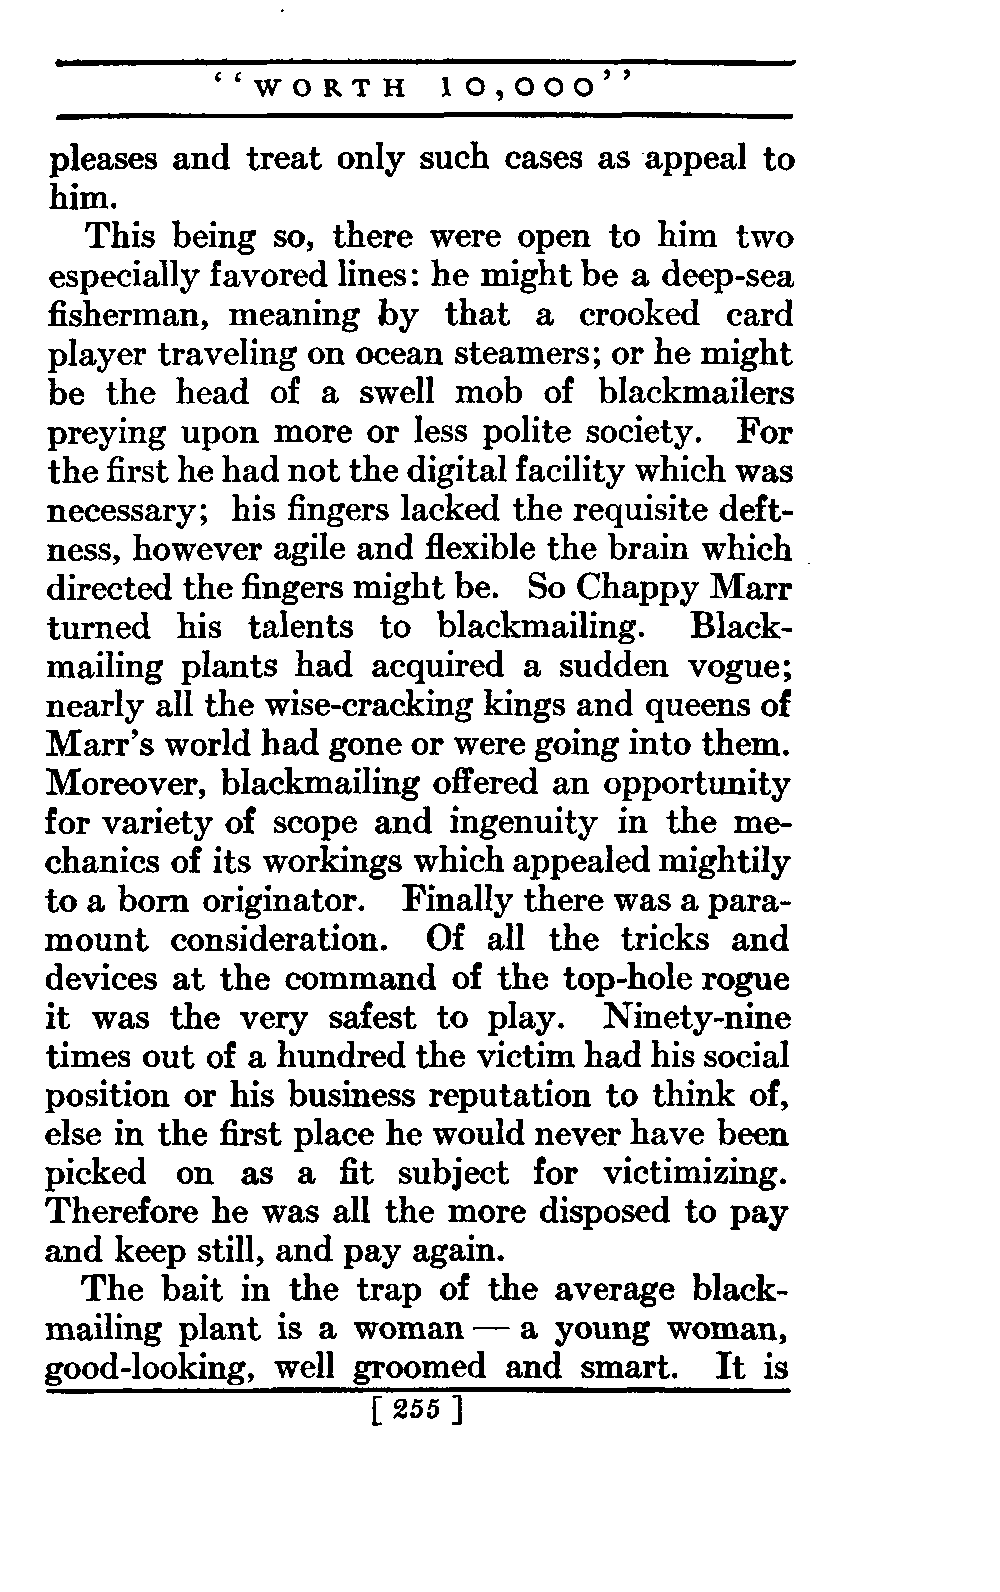 “WORTH 10,000”
pleases and treat only such cases as appeal to
him.
This being so, there were open to him two
especially favored lines: he might be a deep-sea
fisherman, meaning by that a crooked card
player traveling on ocean steamers; or he might
be the head of a swell mob of blackmailers
preying upon more or less polite society. For
the first he had not the digital facility which was
necessary; his fingers lacked the requisite deft-
ness, however agile and flexible the brain which
directed the fingers might be. So Chappy Marr
turned his talents to blackmailing. Black-
mailing plants had acquired a sudden vogue;
nearly all the wise-cracking kings and queens of
Marr's world had gone or were going into them.
Moreover, blackmailing offered an opportunity
for variety of scope and ingenuity in the me-
chanics of its workings which appealed mightily
to a born originator. Finally there was a para-
mount consideration. Of all the tricks and
devices at the command of the top-hole rogue
it was the very safest to play. Ninety-nine
times out of a hundred the victim had his social
position or his business reputation to think of,
else in the first place he would never have been
picked on as a fit subject for victimizing.
Therefore he was all the more disposed to pay
and keep still, and pay again.
The bait in the trap of the average black-
mailing plant is a woman — a young woman,
good-looking, well groomed and smart. It is
[ 255 ]